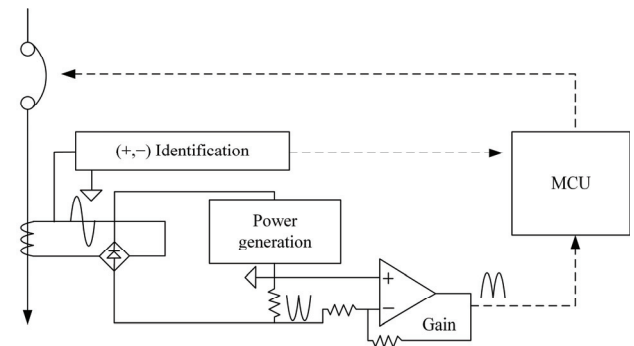 (+,−) Identification
MCU
Power
generation
+
−
Gain